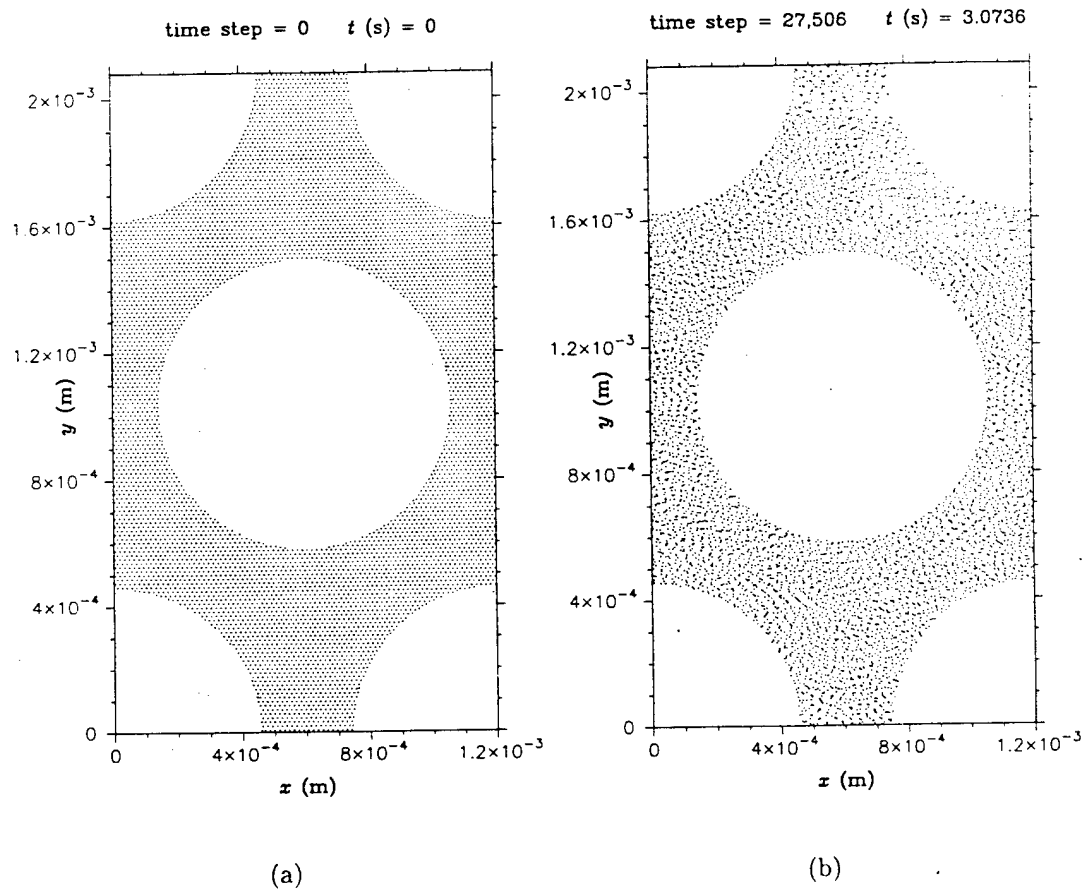 time step = 0 t (s) = 0
2×10⁻³
1.6×10⁻³
1.2×10⁻³
8×10⁻⁴
4×10⁻⁴
0
y (m)
0
4×10⁻⁴
8×10⁻⁴
1.2×10⁻³
x (m)
(a)
time step = 27,506 t (s) = 3.0736
2×10⁻³
1.6×10⁻³
1.2×10⁻³
8×10⁻⁴
4×10⁻⁴
0
y (m)
0
4×10⁻⁴
8×10⁻⁴
1.2×10⁻³
x (m)
(b)